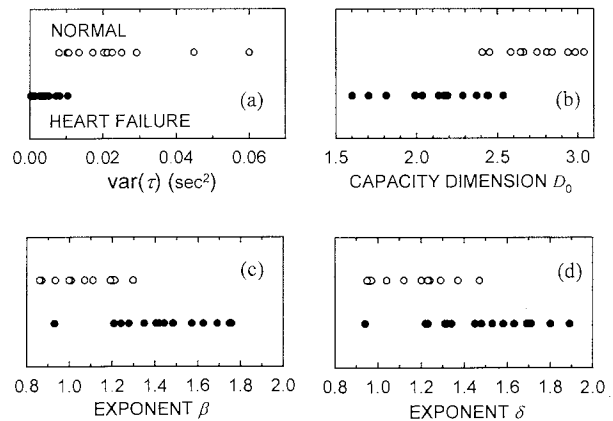 NORMAL
(a)
HEART FAILURE
0.00 0.02 0.04 0.06
var(τ) (sec²)
(b)
1.5 2.0 2.5 3.0
CAPACITY DIMENSION D₀
(c)
0.8 1.0 1.2 1.4 1.6 1.8 2.0
EXPONENT β
(d)
0.8 1.0 1.2 1.4 1.6 1.8 2.0
EXPONENT δ